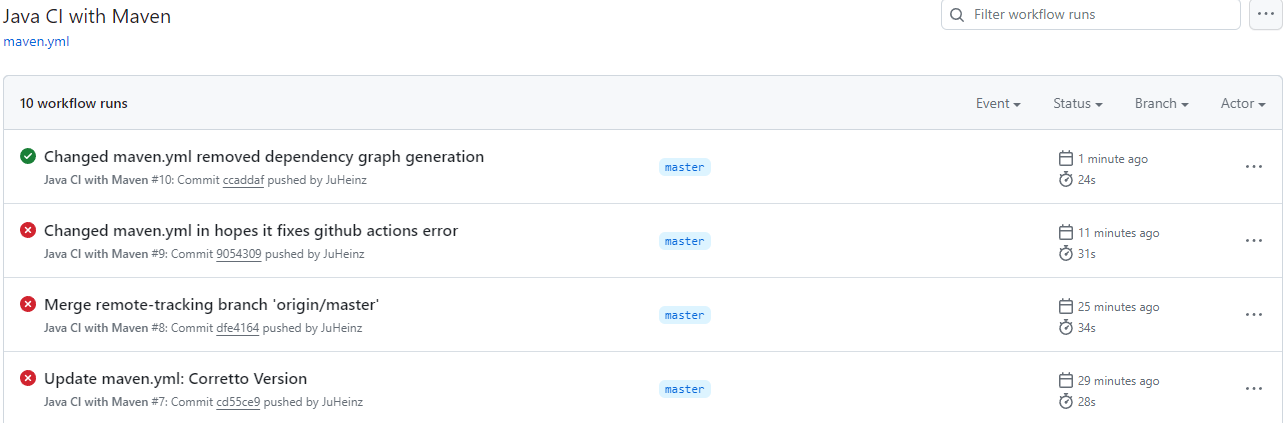 Java CI with Maven
Filter workflow runs
maven.yml
10 workflow runs
Event Status Branch Actor
Changed maven.yml removed dependency graph generation
master
1 minute ago
Java CI with Maven #10: Commit ccaddaf pushed by JuHeinz
24s
Changed maven.yml in hopes it fixes github actions error
master
11 minutes ago
Java CI with Maven #9: Commit 9054309 pushed by JuHeinz
31s
Merge remote-tracking branch 'origin/master'
master
25 minutes ago
Java CI with Maven #8: Commit dfe4164 pushed by JuHeinz
34s
Update maven.yml: Corretto Version
master
29 minutes ago
Java CI with Maven #7: Commit cd55ce9 pushed by JuHeinz
28s